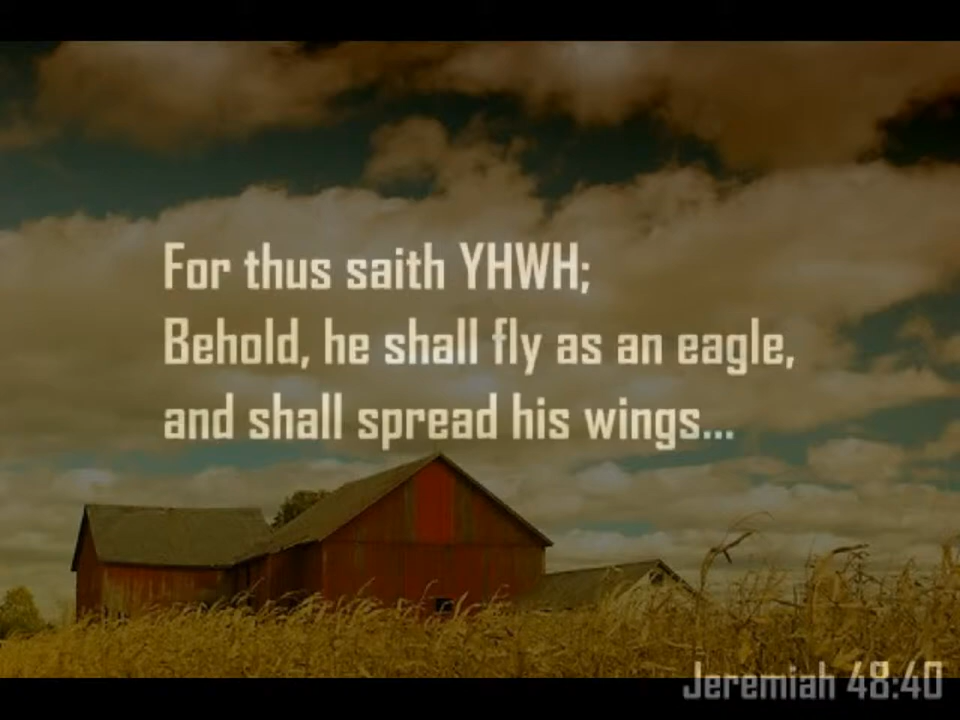 For thus saith YHWH;
Behold, he shall fly as an eagle,
and shall spread his wings...
Jeremiah 48:40